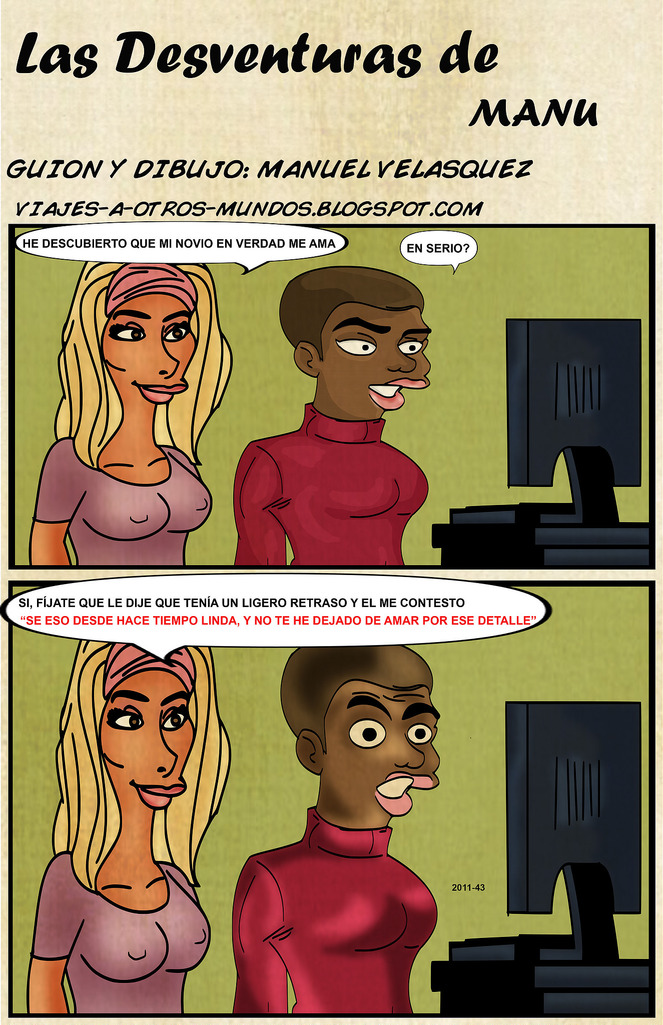 Las Desventuras de
MANU
GUION Y DIBUJO: MANUEL VELASQUEZ
VIAJES-A-OTROS-MUNDOS.BLOGSPOT.COM
HE DESCUBIERTO QUE MI NOVIO EN VERDAD ME AMA
EN SERIO?
SI, FÍJATE QUE LE DIJE QUE TENÍA UN LIGERO RETRASO Y EL ME CONTESTO
“SE ESO DESDE HACE TIEMPO LINDA, Y NO TE HE DEJADO DE AMAR POR ESE DETALLE”
2011-43